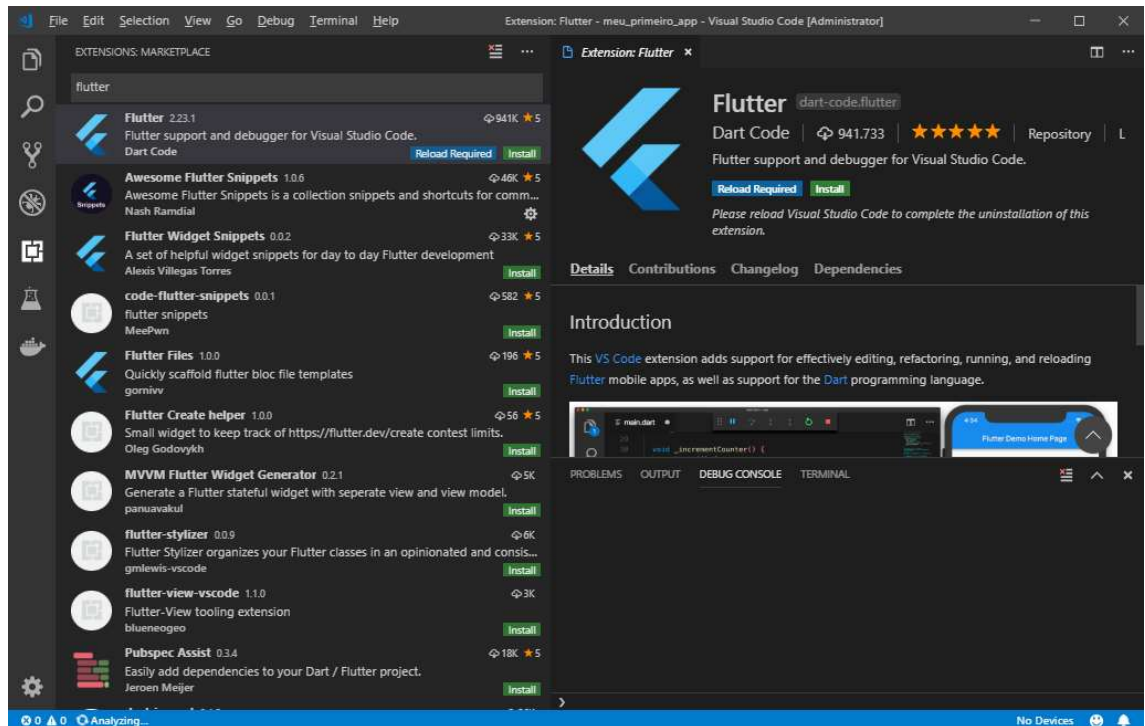 File Edit Selection View Go Debug Terminal Help
Extension: Flutter - meu_primeiro_app - Visual Studio Code [Administrator]
EXTENSIONS: MARKETPLACE
flutter
Flutter 2.23.1 941K ★5
Flutter support and debugger for Visual Studio Code.
Dart Code Reload Required Install
Awesome Flutter Snippets 1.0.6 46K ★5
Awesome Flutter Snippets is a collection snippets and shortcuts for comm...
Nash Ramdial
Snippets
Flutter Widget Snippets 0.0.2 33K ★5
A set of helpful widget snippets for day to day Flutter development
Alexis Villegas Torres Install
code-flutter-snippets 0.0.1 582 ★5
flutter snippets
MeePwn Install
Flutter Files 1.0.0 196 ★5
Quickly scaffold flutter bloc file templates
gornivv Install
Flutter Create helper 1.0.0 56 ★5
Small widget to keep track of https://flutter.dev/create contest limits.
Oleg Godovykh Install
MVVM Flutter Widget Generator 0.2.1 5K
Generate a Flutter stateful widget with seperate view and view model.
panuavakul Install
flutter-stylizer 0.0.9 6K
Flutter Stylizer organizes your Flutter classes in an opinionated and consis...
gmlewis-vscode Install
flutter-view-vscode 1.1.0 3K
Flutter-View tooling extension
blueneogeo Install
Pubspec Assist 0.3.4 18K ★5
Easily add dependencies to your Dart / Flutter project.
Jeroen Meijer Install
Extension: Flutter
Flutter dart-code.flutter
Dart Code 941.733 ★★★★★ Repository L
Flutter support and debugger for Visual Studio Code.
Reload Required Install
Please reload Visual Studio Code to complete the uninstallation of this
extension.
Details Contributions Changelog Dependencies
Introduction
This VS Code extension adds support for effectively editing, refactoring, running, and reloading
Flutter mobile apps, as well as support for the Dart programming language.
main.dart
void _incrementCounter() {
Flutter Demo Home Page
PROBLEMS OUTPUT DEBUG CONSOLE TERMINAL
0 0 Analyzing...
No Devices